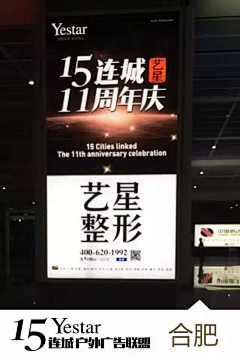 Yestar
15连城 艺星
11周年庆
15 Cities linked
The 11th anniversary celebration
艺星
整形
400-620-1992
15 Yestar
连城 户外广告联盟
合肥